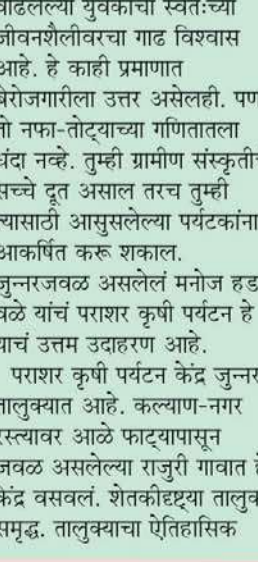 वाढलेल्या युवकांचा स्वतःच्या
जीवनशैलीवरचा गाढ विश्वास
आहे. हे काही प्रमाणात
बेरोजगारीला उत्तर असेलही. पण
तो नफा-तोट्याच्या गणितातला
धंदा नव्हे. तुम्ही ग्रामीण
सच्चे दूत असाल तरच तुम्ही
त्यासाठी आसुसलेल्या पर्यटकांना
आकर्षित करू शकाल.
जुन्नरजवळ असलेलं मनोज हड
वळे यांचं पराशर कृषी पर्यटन हे
याचं उत्तम उदाहरण आहे.
पराशर कृषी पर्यटन केंद्र जुन्नर
तालुक्यात आहे. कल्याण-नगर
रस्त्यावर आळे फाट्यापासून
जवळ असलेल्या राजुरी गावात
केंद्र वसवलं. शेतकीदृष्ट्या
समृद्ध. तालुक्याचा ऐतिहासिक